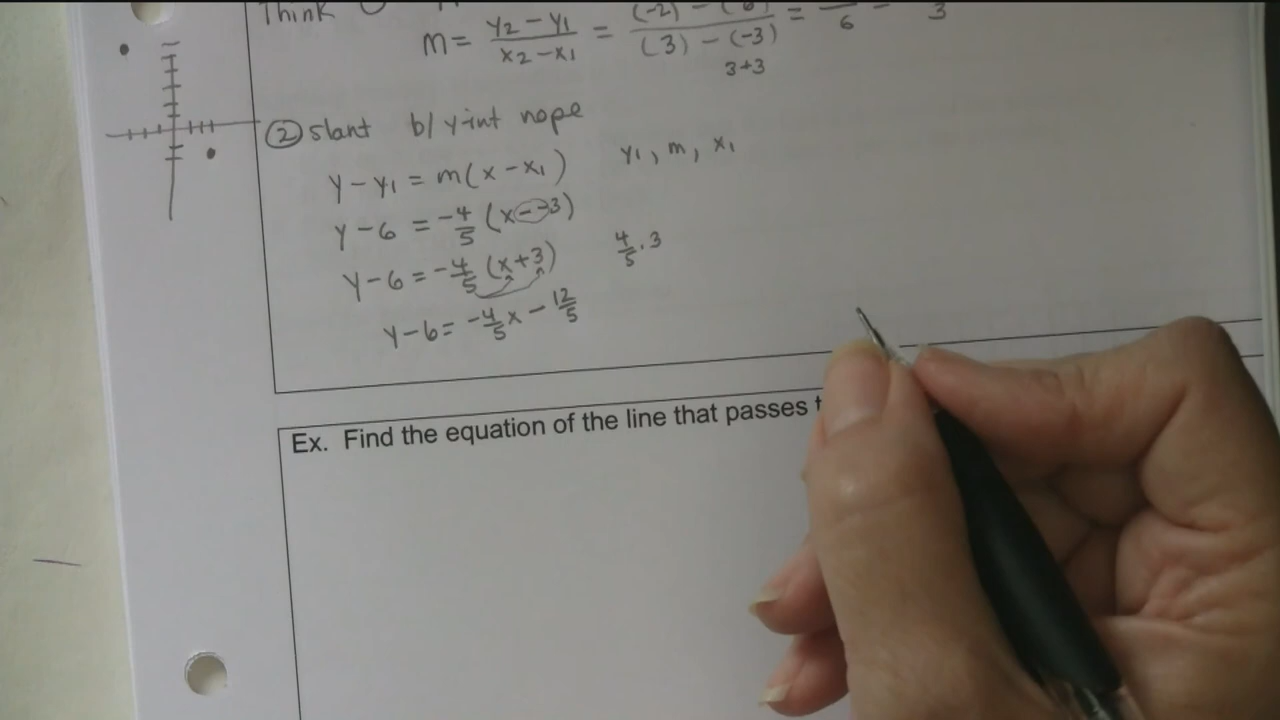 Think
m = y2 - y1 / x2 - x1 = (-2) - (6) / (3) - (-3) = / 6 = / 3
3+3
② slant b/ y-int nope
y - y1 = m(x - x1) y1, m, x1
y - 6 = -4/5 (x - -3)
y - 6 = -4/5 (x+3) 4/5 . 3
y - 6 = -4/5 x - 12/5
Ex. Find the equation of the line that passes